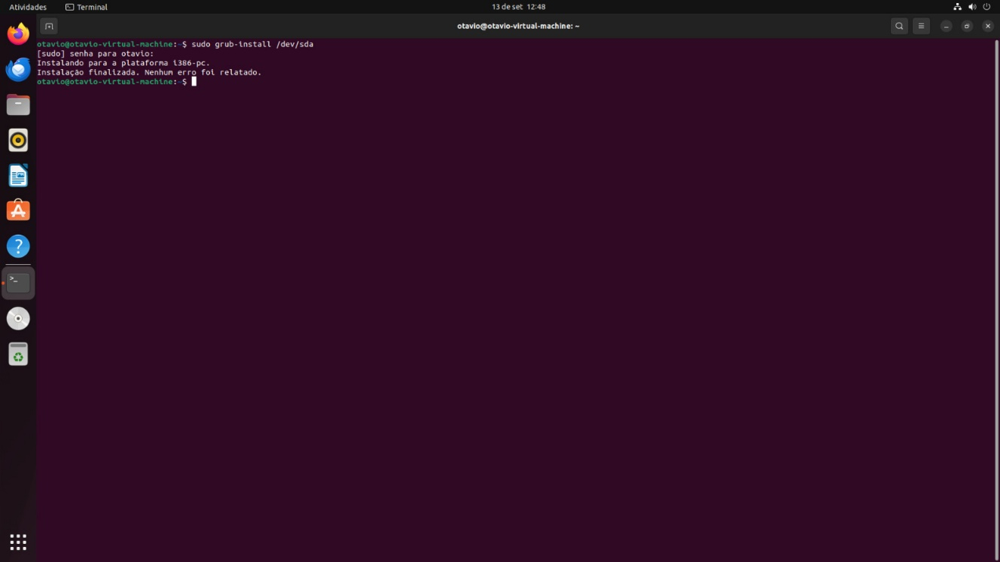 Atividades
Terminal
13 de set 12:48
otavio@otavio-virtual-machine: ~
otavio@otavio-virtual-machine:~$ sudo grub-install /dev/sda
[sudo] senha para otavio:
Instalando para a plataforma i386-pc.
Instalação finalizada. Nenhum erro foi relatado.
otavio@otavio-virtual-machine:~$